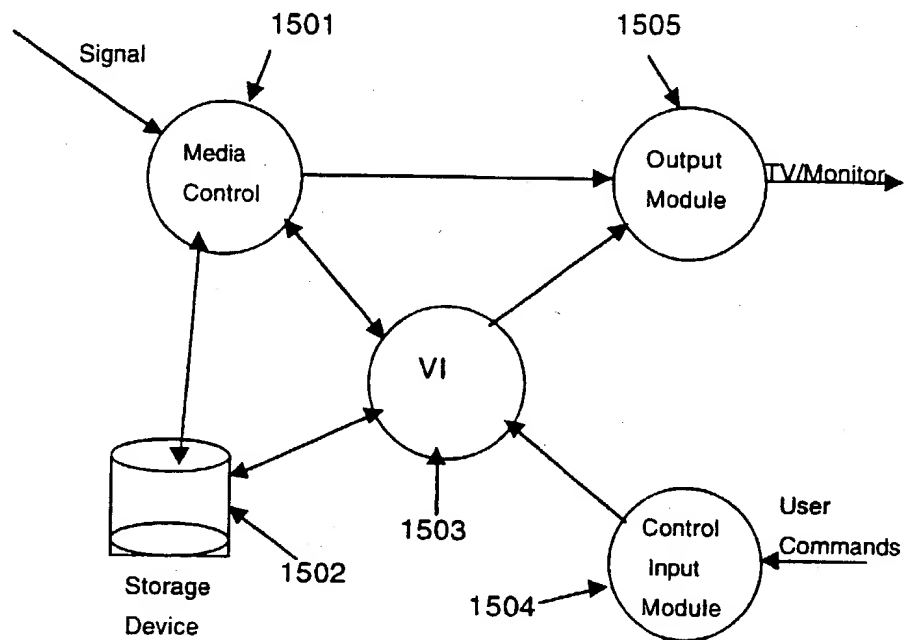 1501
1505
Signal
Media
Control
Output
Module
TV/Monitor
VI
1503
1502
Storage
Device
1504
Control
Input
Module
User
Commands